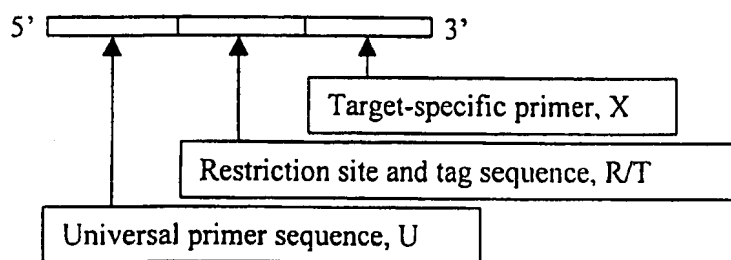 5’ 3’
Target-specific primer, X
Restriction site and tag sequence, R/T
Universal primer sequence, U